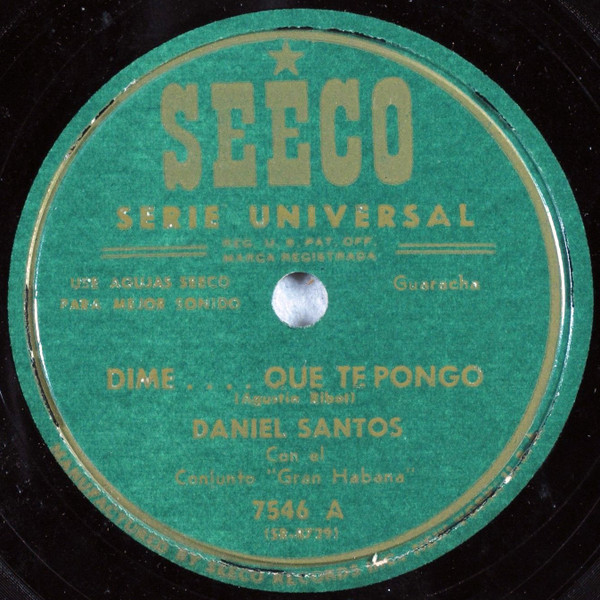 SEECO
SERIE UNIVERSAL
REG. U. S. PAT. OFF.
MARCA REGISTRADA
USE AGUJAS SEECO
PARA MEJOR SONIDO
Guaracha
DIME . . . . QUE TE PONGO
(Agustin Ribot)
DANIEL SANTOS
Con el
Conjunto "Gran Habana"
7546 A
MANUFACTURED BY SEECO RECORDS